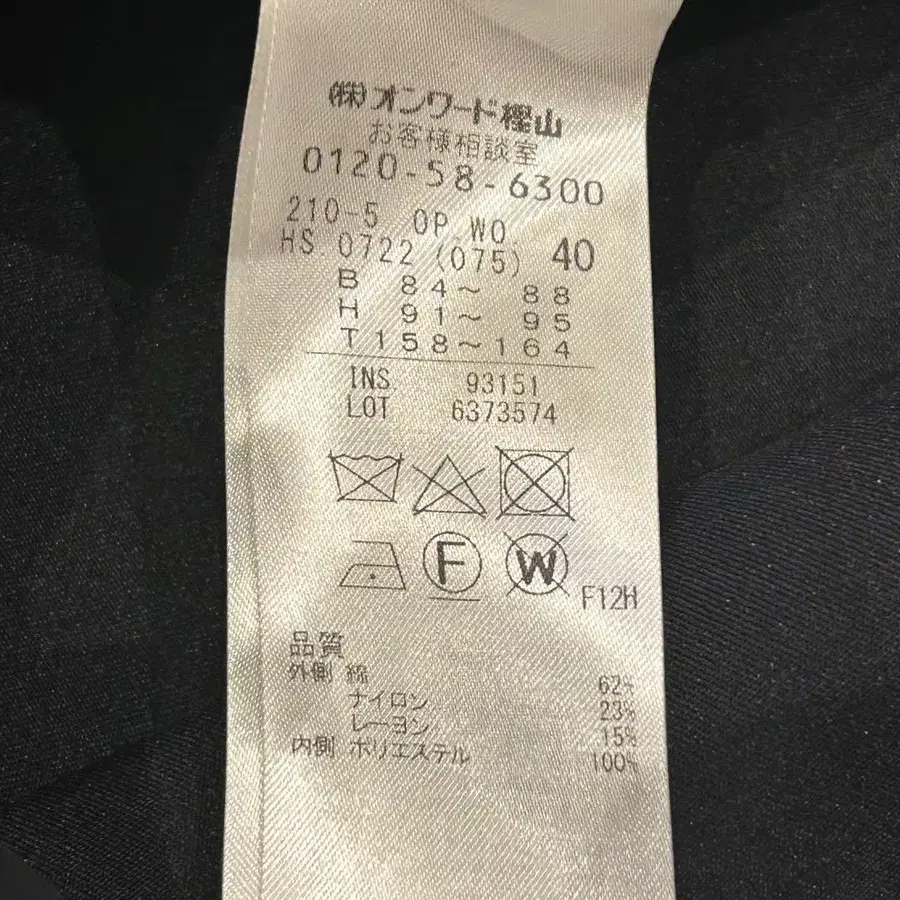 (株)オンワード樫山
お客様相談室
0120-58-6300
210-5 OP WO
HS 0722 (075) 40
B 84～ 88
H 91～ 95
T158～164
INS. 93151
LOT 6373574
F
W
F12H
品質
外側 綿 62%
ナイロン 23%
レーヨン 15%
内側 ポリエステル 100%